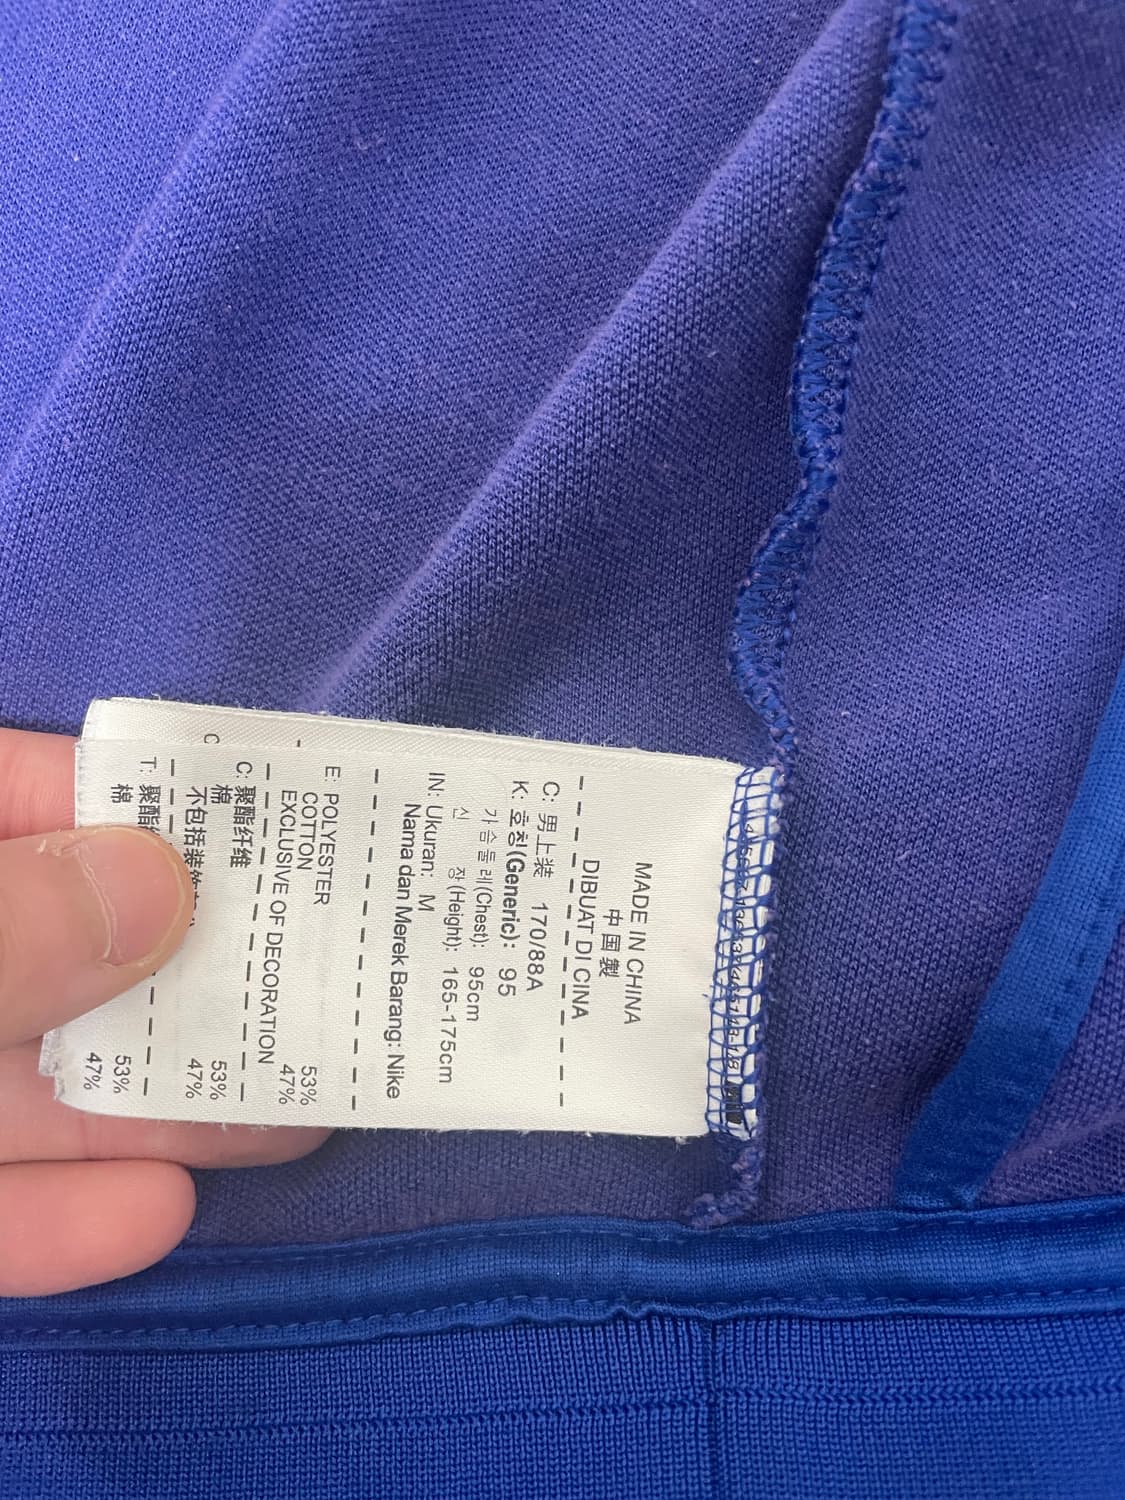 MADE IN CHINA
中国製
DIBUAT DI CINA
C: 男上装 170/88A
K: 호칭(Generic): 95
가슴둘레(Chest): 95cm
신 장(Height): 165-175cm
IN: Ukuran: M
Nama dan Merek Barang: Nike
E: POLYESTER 53%
COTTON 47%
EXCLUSIVE OF DECORATION
C: 聚酯纤维 53%
棉 47%
不包括装饰
T: 聚酯 53%
棉 47%
C